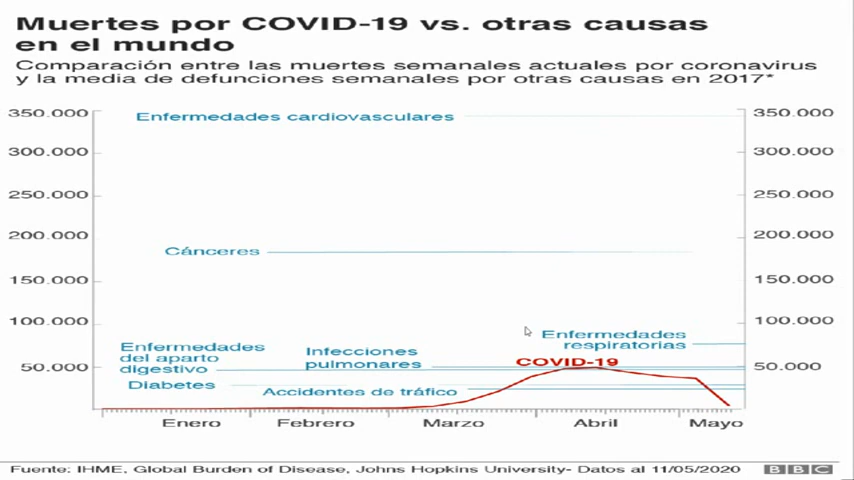 Muertes por COVID-19 vs. otras causas
en el mundo
Comparación entre las muertes semanales actuales por coronavirus
y la media de defunciones semanales por otras causas en 2017*
350.000
350.000
Enfermedades cardiovasculares
300.000
300.000
250.000
250.000
200.000
200.000
Cánceres
150.000
150.000
100.000
100.000
Enfermedades
respiratorias
Enfermedades
del aparto
digestivo
Infecciones
pulmonares
COVID-19
50.000
50.000
Diabetes
Accidentes de tráfico
Enero
Febrero
Marzo
Abril
Mayo
Fuente: IHME, Global Burden of Disease, Johns Hopkins University- Datos al 11/05/2020
BBC